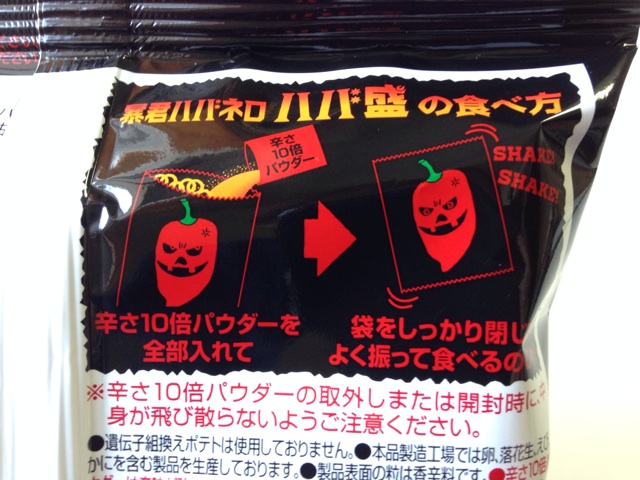 暴君ハバネロ ハバ盛の食べ方
辛さ
10倍
パウダー
SHAKE!!
SHAKE!!
辛さ10倍パウダーを
全部入れて
袋をしっかり閉じ
よく振って食べるの
※辛さ10倍パウダーの取外しまたは開封時に、中
身が飛び散らないようご注意ください。
●遺伝子組換えポテトは使用しておりません。●本品製造工場では卵、落花生、えび、
かにを含む製品を生産しております。●製品表面の粒は香辛料です。●辛さ10倍